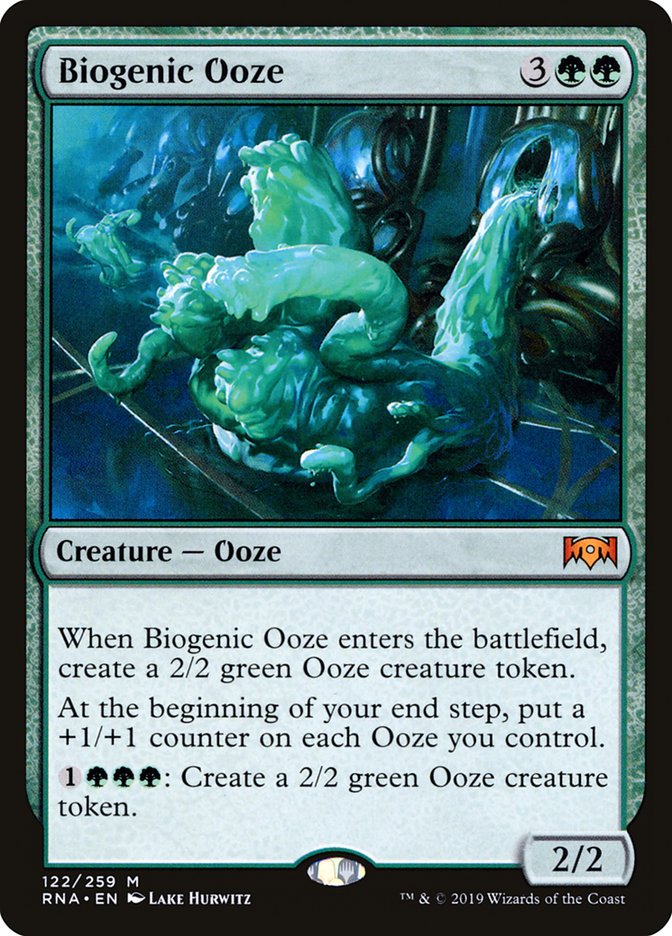 Biogenic Ooze 3
Creature — Ooze
When Biogenic Ooze enters the battlefield,
create a 2/2 green Ooze creature token.
At the beginning of your end step, put a
+1/+1 counter on each Ooze you control.
1: Create a 2/2 green Ooze creature
token.
2/2
122/259 M
RNA • EN Lake Hurwitz
™ & © 2019 Wizards of the Coast